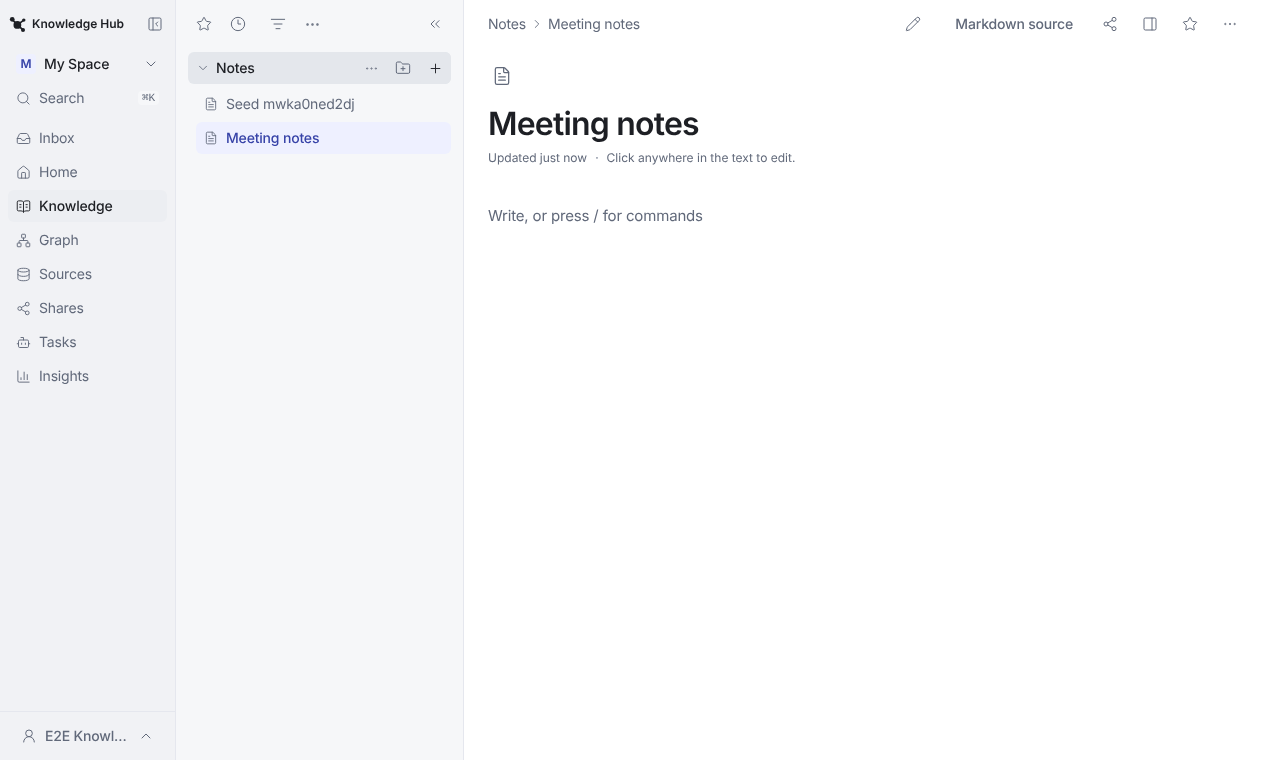 Knowledge Hub
M My Space
Search ⌘K
Inbox
Home
Knowledge
Graph
Sources
Shares
Tasks
Insights
E2E Knowl...
Notes
Seed mwka0ned2dj
Meeting notes
Notes > Meeting notes
Markdown source
Meeting notes
Updated just now · Click anywhere in the text to edit.
Write, or press / for commands